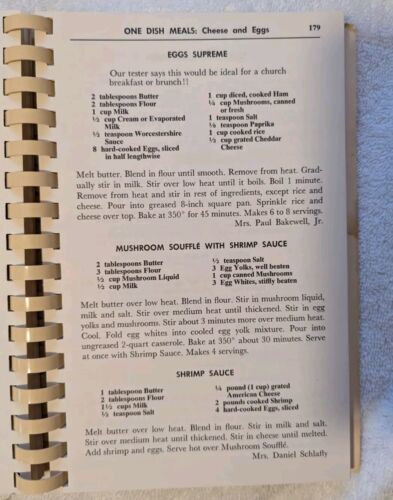 ONE DISH MEALS: Cheese and Eggs 179
EGGS SUPREME
Our tester says this would be ideal for a church
breakfast or brunch!!
2 tablespoons Butter
2 tablespoons Flour
1 cup Milk
½ cup Cream or Evaporated
Milk
½ teaspoon Worcestershire
Sauce
8 hard-cooked Eggs, sliced
in half lengthwise
1 cup diced, cooked Ham
¼ cup Mushrooms, canned
or fresh
1 teaspoon Salt
⅛ teaspoon Paprika
1 cup cooked rice
½ cup grated Cheddar
Cheese
Melt butter. Blend in flour until smooth. Remove from heat. Grad-
ually stir in milk. Stir over low heat until it boils. Boil 1 minute.
Remove from heat and stir in rest of ingredients, except rice and
cheese. Pour into greased 8-inch square pan. Sprinkle rice and
cheese over top. Bake at 350° for 45 minutes. Makes 6 to 8 servings.
Mrs. Paul Bakewell, Jr.
MUSHROOM SOUFFLÉ WITH SHRIMP SAUCE
2 tablespoons Butter
3 tablespoons Flour
½ cup Mushroom Liquid
½ cup Milk
½ teaspoon Salt
3 Egg Yolks, well beaten
1 cup canned Mushrooms
3 Egg Whites, stiffly beaten
Melt butter over low heat. Blend in flour. Stir in mushroom liquid,
milk and salt. Stir over medium heat until thickened. Stir in egg
yolks and mushrooms. Stir about 3 minutes more over medium heat.
Cool. Fold egg whites into cooled egg yolk mixture. Pour into
ungreased 2-quart casserole. Bake at 350° about 30 minutes. Serve
at once with Shrimp Sauce. Makes 4 servings.
SHRIMP SAUCE
1 tablespoon Butter
2 tablespoons Flour
1½ cups Milk
½ teaspoon Salt
¼ pound (1 cup) grated
American Cheese
2 pounds cooked Shrimp
4 hard-cooked Eggs, sliced
Melt butter over low heat. Blend in flour. Stir in milk and salt.
Stir over medium heat until thickened. Stir in cheese until melted.
Add shrimp and eggs. Serve hot over Mushroom Soufflé.
Mrs. Daniel Schlafly